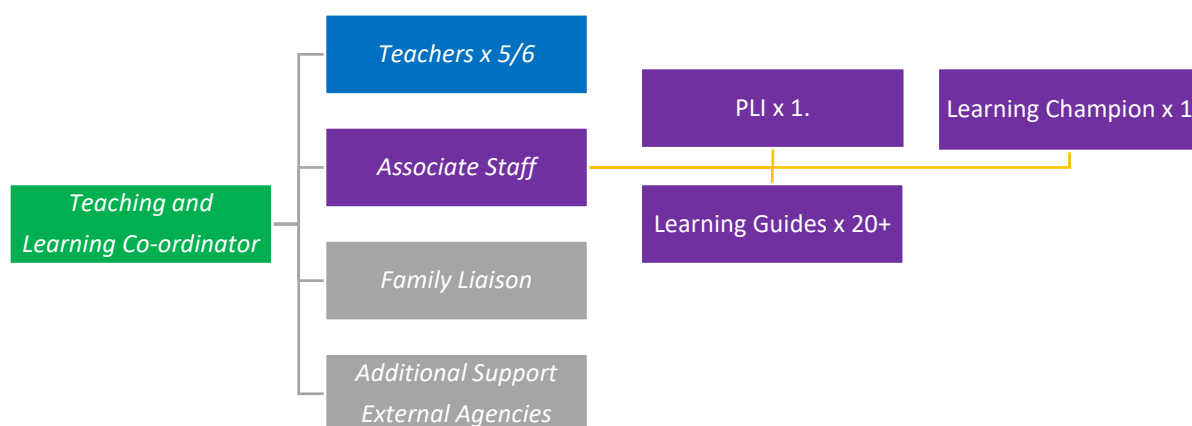 Teachers x 5/6
PLI x 1.
Learning Champion x 1
Associate Staff
Teaching and
Learning Co-ordinator
Learning Guides x 20+
Family Liaison
Additional Support
External Agencies